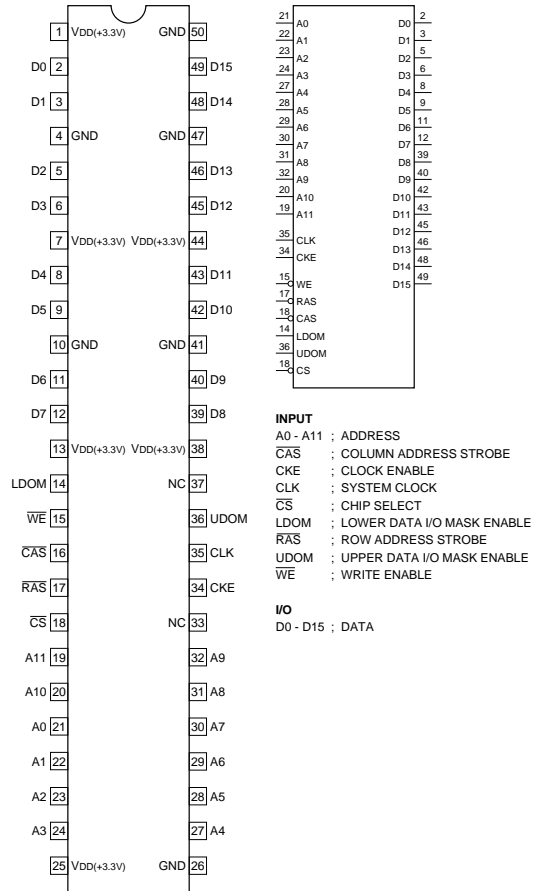 1 VDD(+3.3V) GND 50
D0 2 49 D15
D1 3 48 D14
4 GND GND 47
D2 5 46 D13
D3 6 45 D12
7 VDD(+3.3V) VDD(+3.3V) 44
D4 8 43 D11
D5 9 42 D10
10 GND GND 41
D6 11 40 D9
D7 12 39 D8
13 VDD(+3.3V) VDD(+3.3V) 38
LDOM 14 NC 37
WE 15 36 UDOM
CAS 16 35 CLK
RAS 17 34 CKE
CS 18 NC 33
A11 19 32 A9
A10 20 31 A8
A0 21 30 A7
A1 22 29 A6
A2 23 28 A5
A3 24 27 A4
25 VDD(+3.3V) GND 26
21 A0 D0 2
22 A1 D1 3
23 A2 D2 5
24 A3 D3 6
27 A4 D4 8
28 A5 D5 9
29 A6 D6 11
30 A7 D7 12
31 A8 D8 39
32 A9 D9 40
20 A10 D10 42
19 A11 D11 43
D12 45
35 CLK D13 46
34 CKE D14 48
15 WE D15 49
17 RAS
18 CAS
14 LDOM
36 UDOM
18 CS
INPUT
A0 - A11 ; ADDRESS
CAS ; COLUMN ADDRESS STROBE
CKE ; CLOCK ENABLE
CLK ; SYSTEM CLOCK
CS ; CHIP SELECT
LDOM ; LOWER DATA I/O MASK ENABLE
RAS ; ROW ADDRESS STROBE
UDOM ; UPPER DATA I/O MASK ENABLE
WE ; WRITE ENABLE
I/O
D0 - D15 ; DATA